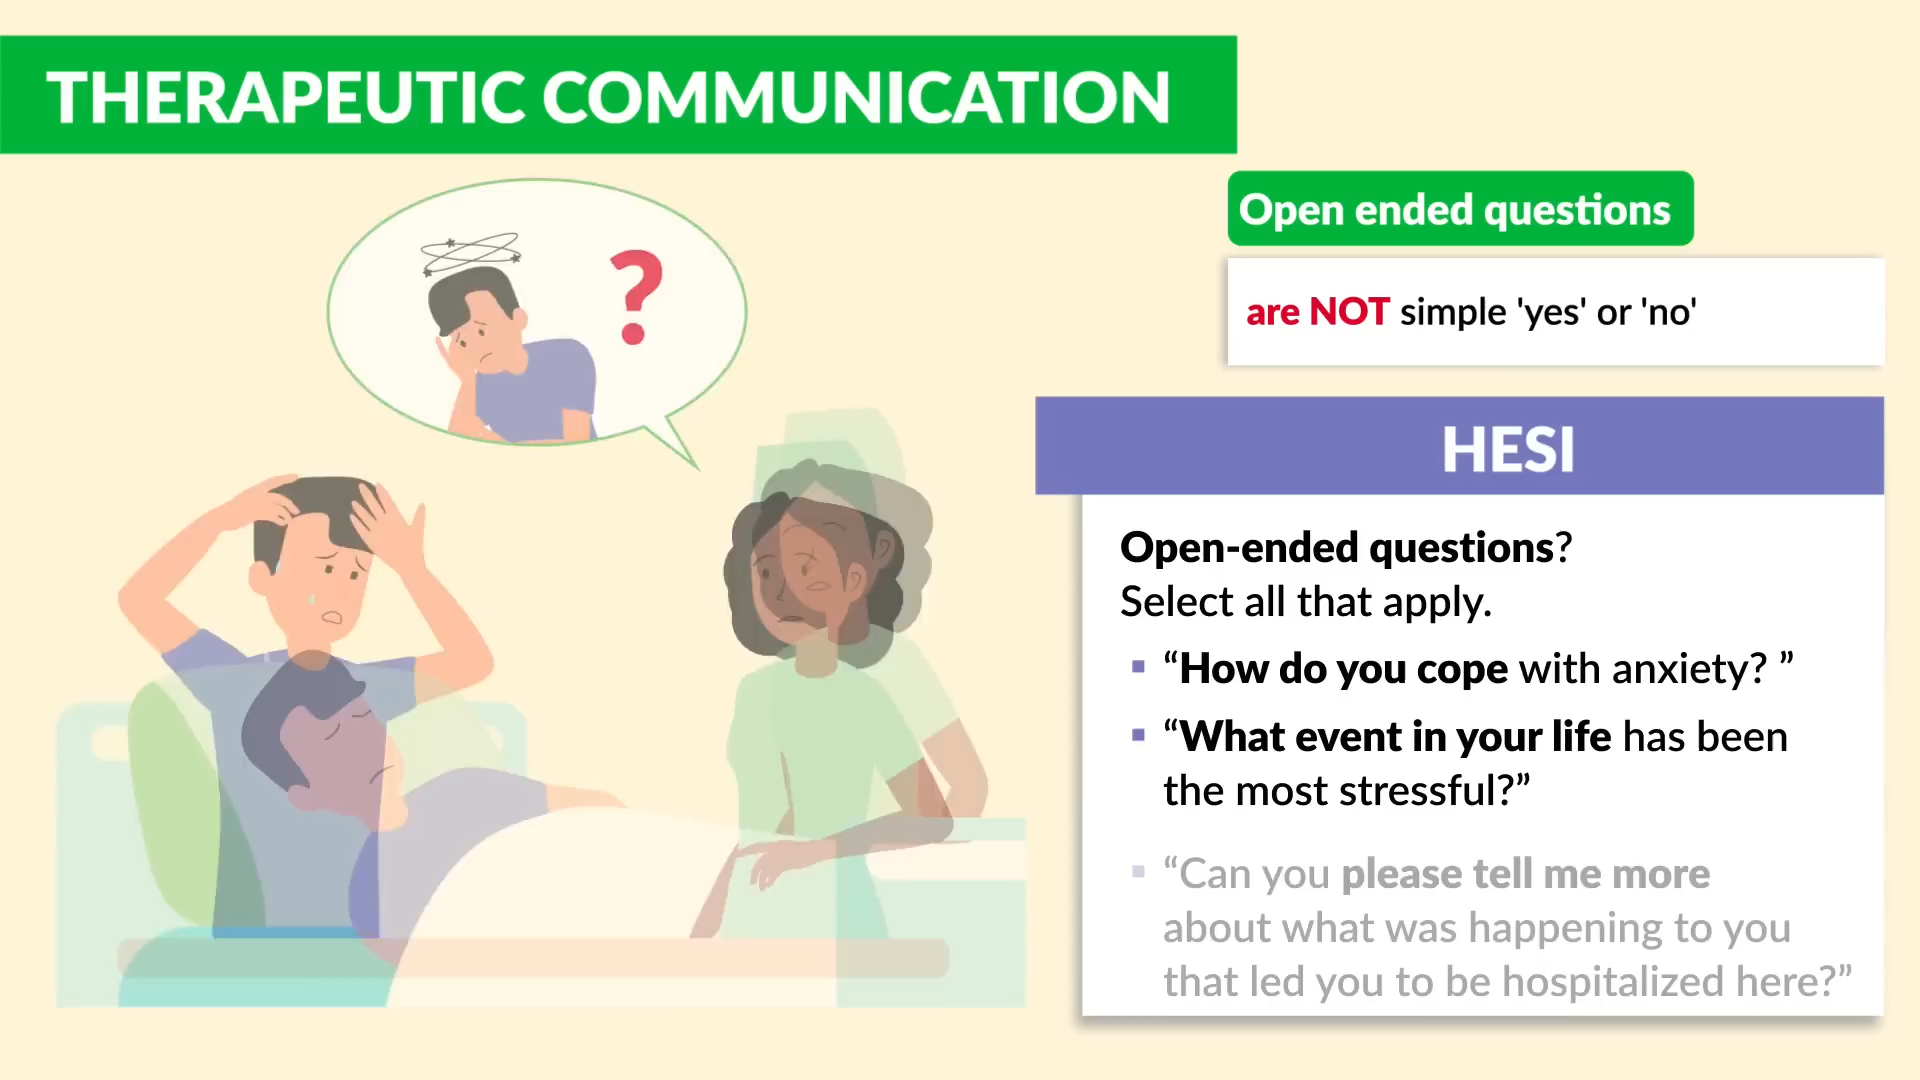 THERAPEUTIC COMMUNICATION
Open ended questions
are NOT simple 'yes' or 'no'
?
HESI
Open-ended questions?
Select all that apply.
▪ “How do you cope with anxiety? ”
▪ “What event in your life has been
the most stressful?”
▪ “Can you please tell me more
about what was happening to you
that led you to be hospitalized here?”